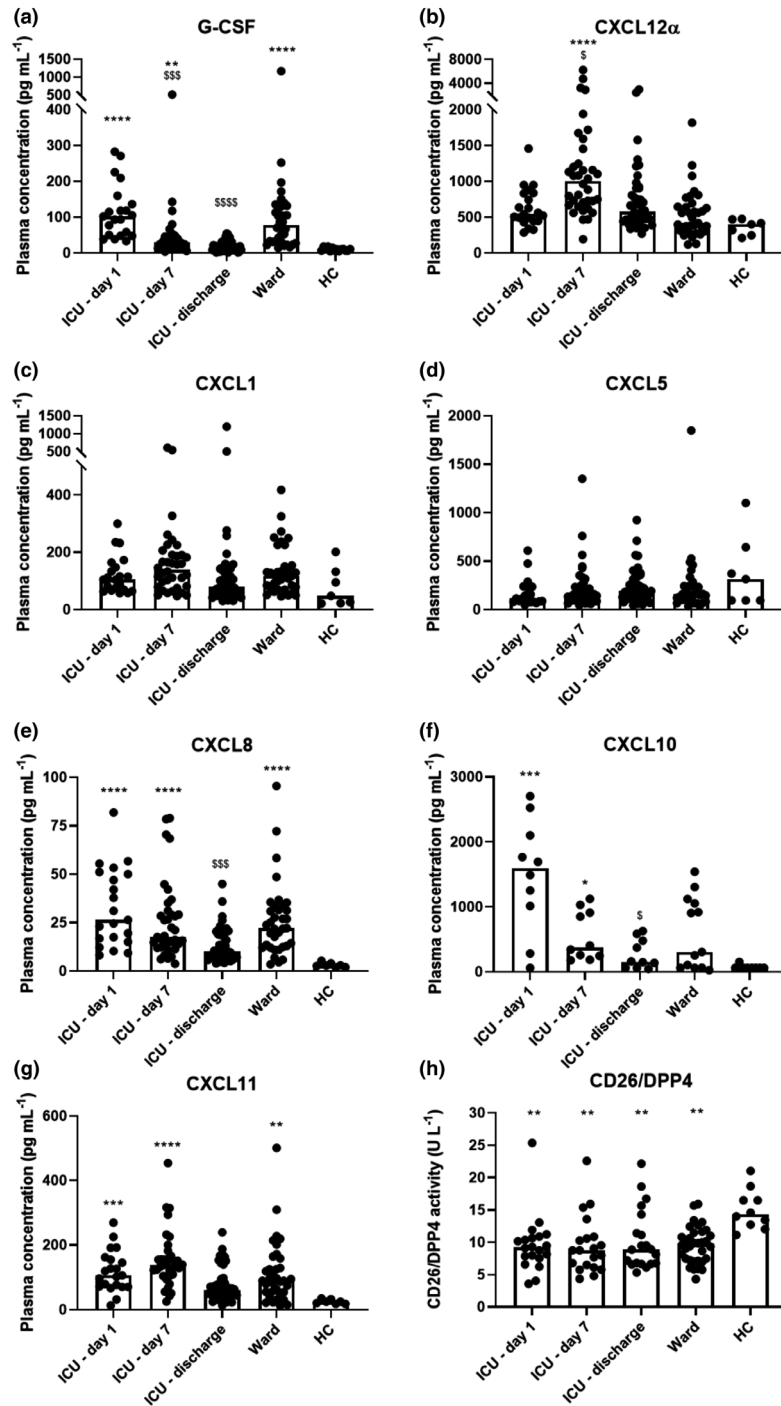 (a)
G-CSF
Plasma concentration (pg mL⁻¹)
1500
1000
500
400
300
200
100
0
****
**
$$$
$$$$
****
ICU - day 1
ICU - day 7
ICU - discharge
Ward
HC
(b)
CXCL12α
Plasma concentration (pg mL⁻¹)
8000
6000
4000
2000
2000
1500
1000
500
0
****
$
ICU - day 1
ICU - day 7
ICU - discharge
Ward
HC
(c)
CXCL1
Plasma concentration (pg mL⁻¹)
1500
1000
500
400
200
0
ICU - day 1
ICU - day 7
ICU - discharge
Ward
HC
(d)
CXCL5
Plasma concentration (pg mL⁻¹)
2000
1500
1000
500
0
ICU - day 1
ICU - day 7
ICU - discharge
Ward
HC
(e)
CXCL8
Plasma concentration (pg mL⁻¹)
100
75
50
25
0
****
****
$$$
****
ICU - day 1
ICU - day 7
ICU - discharge
Ward
HC
(f)
CXCL10
Plasma concentration (pg mL⁻¹)
3000
2000
1000
0
***
*
$
ICU - day 1
ICU - day 7
ICU - discharge
Ward
HC
(g)
CXCL11
Plasma concentration (pg mL⁻¹)
600
400
200
0
***
****
**
ICU - day 1
ICU - day 7
ICU - discharge
Ward
HC
(h)
CD26/DPP4
CD26/DPP4 activity (U L⁻¹)
30
25
20
15
10
5
0
**
**
**
**
ICU - day 1
ICU - day 7
ICU - discharge
Ward
HC